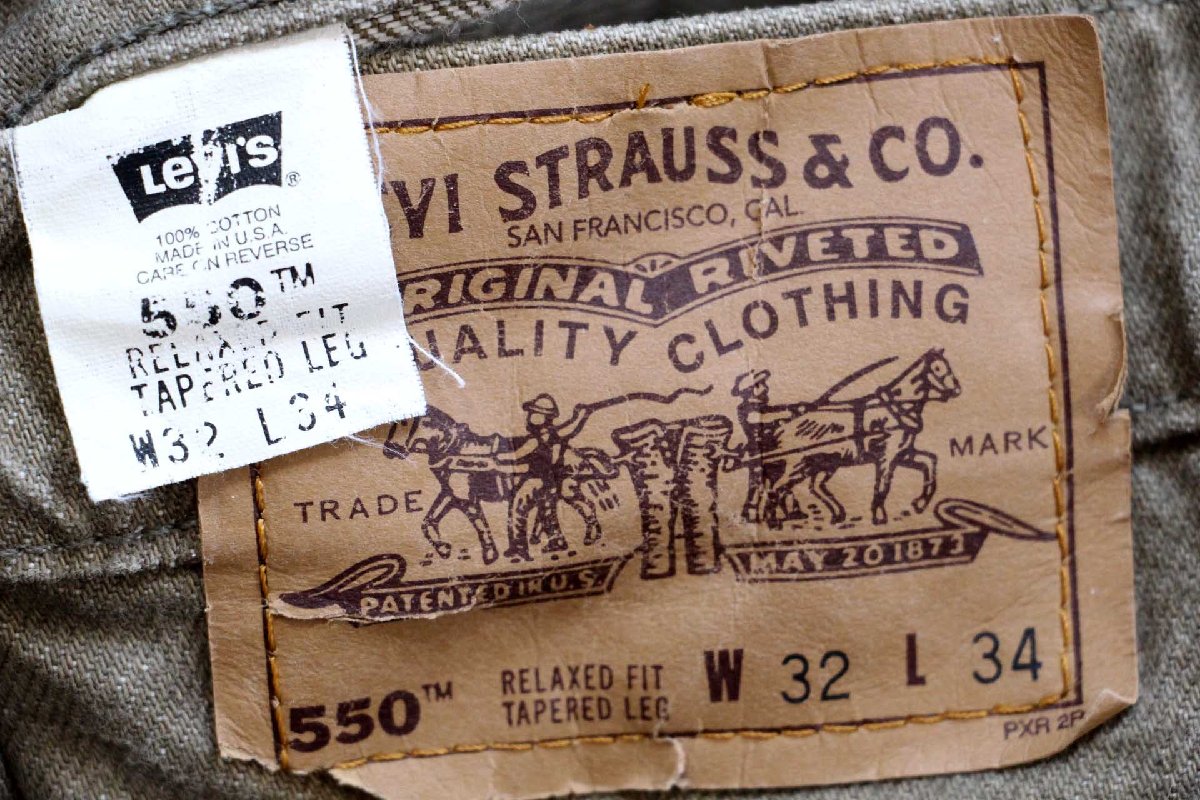 Levi's®
100% COTTON
MADE IN U.S.A.
CARE ON REVERSE
550™
RELAXED FIT
TAPERED LEG
W32 L34
VI STRAUSS & CO.
SAN FRANCISCO, CAL.
RIGINAL RIVETED
UALITY CLOTHING
TRADE MARK
PATENTED IN U.S. MAY 20 1873
550™ RELAXED FIT W 32 L 34
TAPERED LEG
PXR 2P